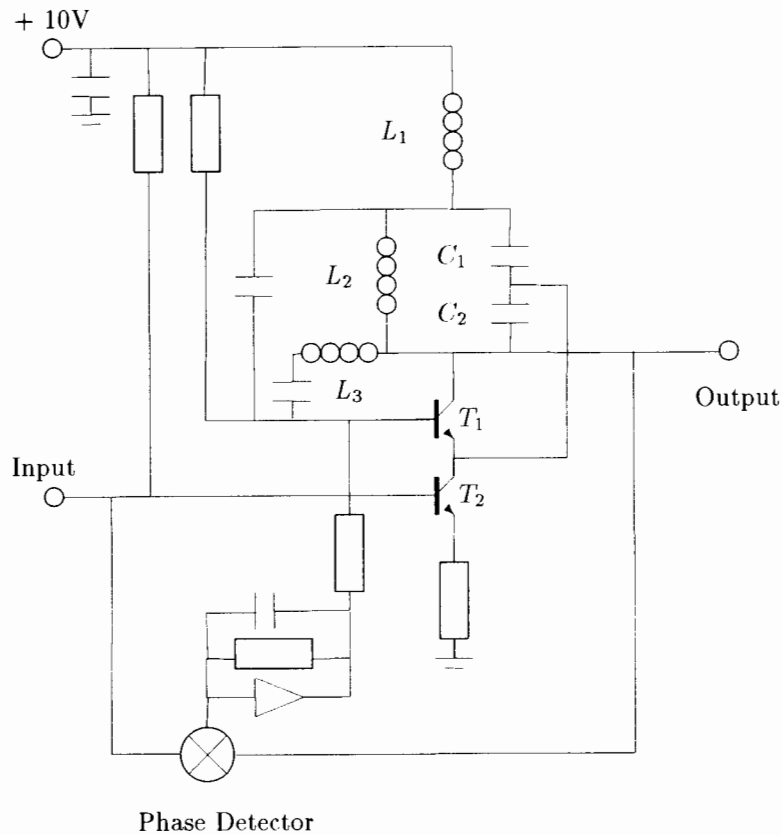 + 10V
L₁
C₁
L₂
C₂
L₃
Output
T₁
Input
T₂
Phase Detector